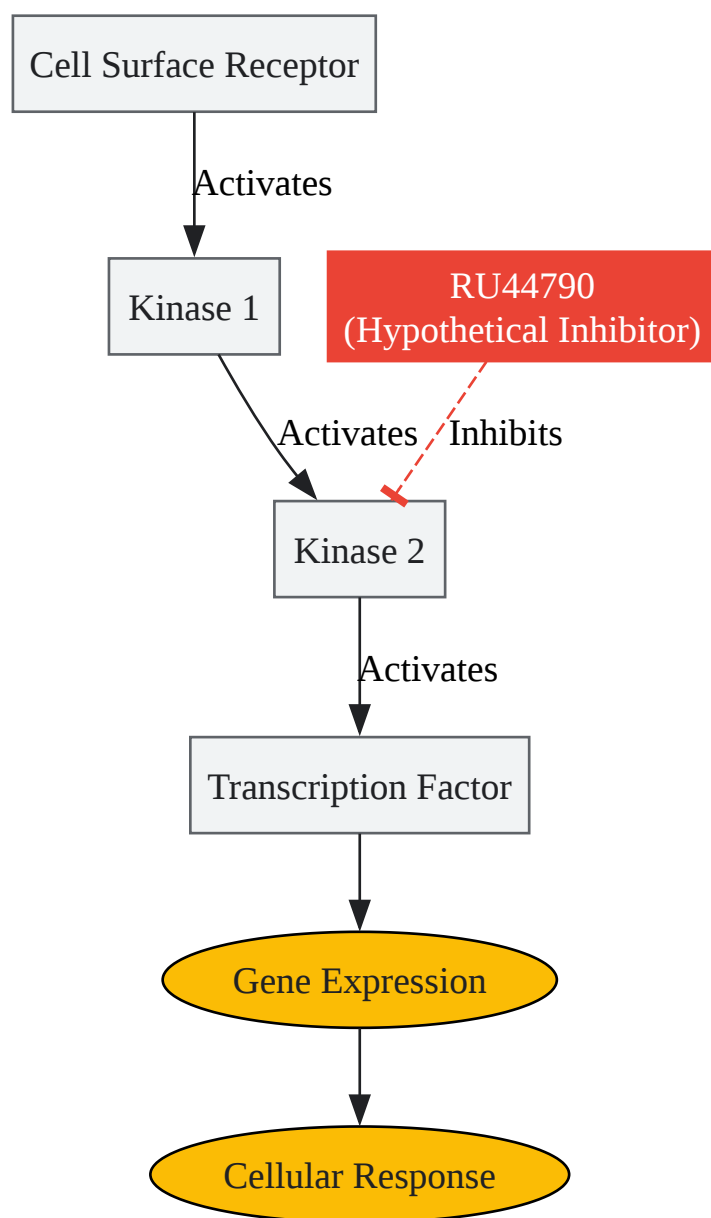 Cell Surface Receptor
Activates
Kinase 1
RU44790
(Hypothetical Inhibitor)
Activates
Inhibits
Kinase 2
Activates
Transcription Factor
Gene Expression
Cellular Response